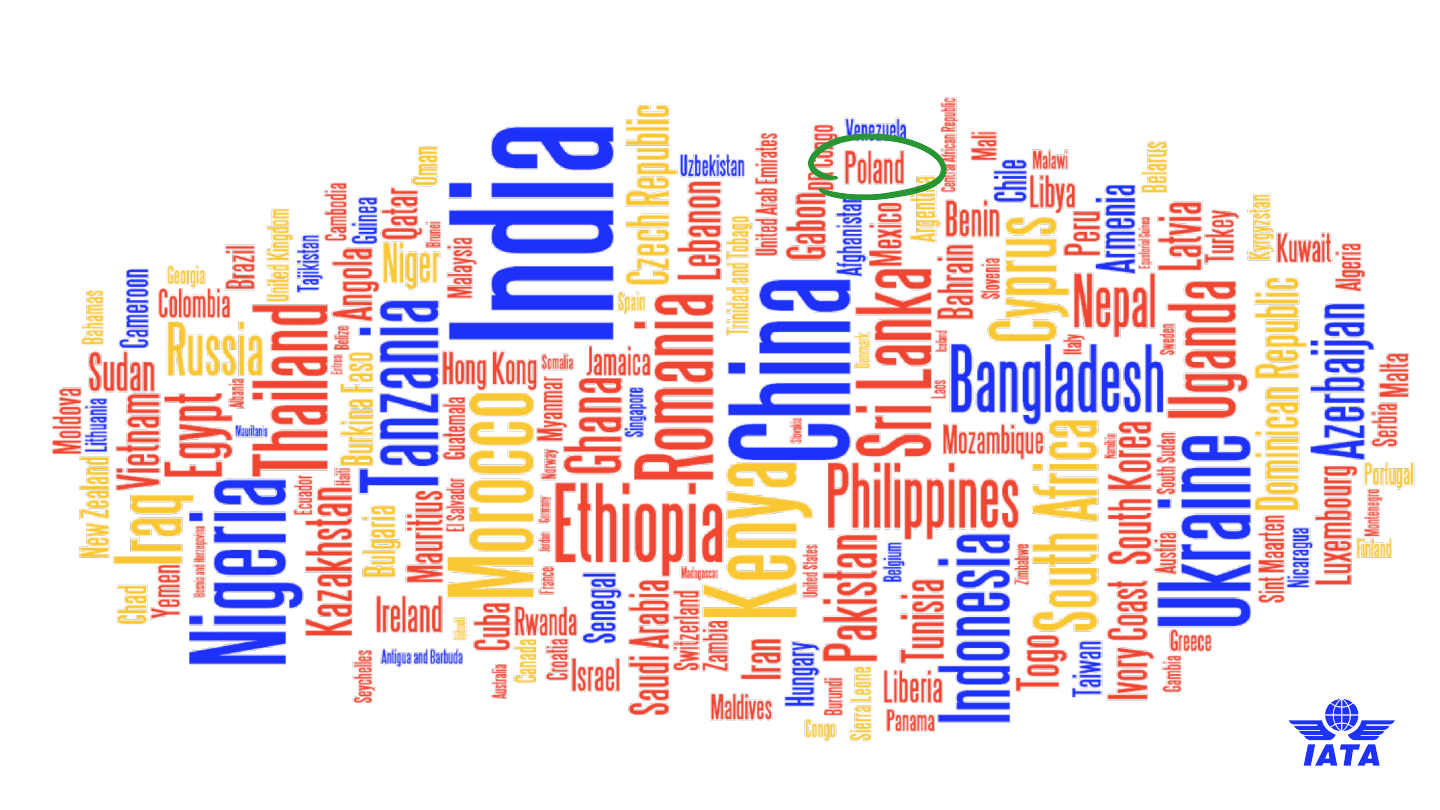 Venezuela
Poland
DR Congo
Central African Republic
Mali
Malawi
Belarus
Chile
Libya
Oman
India
Czech Republic
Uzbekistan
United Arab Emirates
Gabon
Afghanistan
Mexico
Argentina
Benin
Peru
Armenia
Equatorial Guinea
Latvia
Turkey
Kyrgyzstan
Kuwait
Algeria
Cambodia
Guinea
Qatar
Brunei
United Kingdom
Tajikistan
Brazil
Georgia
Colombia
Angola
Niger
Malaysia
Lebanon
Trinidad and Tobago
Spain
Bahrain
Slovenia
Cyprus
Nepal
Uganda
Dominican Republic
Azerbaijan
Bahamas
Cameroon
Russia
Thailand
Belize
Eritrea
Burkina Faso
Tanzania
Hong Kong
Somalia
Jamaica
Romania
China
Denmark
Sri Lanka
Iceland
Laos
Bangladesh
Italy
Sweden
Malta
Serbia
Sudan
Moldova
Lithuania
Vietnam
Egypt
Albania
Mauritania
Guatemala
Morocco
Myanmar
Ghana
Singapore
Slovakia
Mozambique
Namibia
South Korea
South Sudan
Ukraine
Portugal
New Zealand
Iraq
Nigeria
Ecuador
Haiti
Kazakhstan
Bulgaria
Mauritius
El Salvador
Norway
Germany
Jordan
Ethiopia
Kenya
Philippines
South Africa
Luxembourg
Montenegro
Finland
Chad
Yemen
Bosnia and Herzegovina
France
Madagascar
United States
Pakistan
Belgium
Indonesia
Zimbabwe
Austria
Sint Maarten
Nicaragua
Ireland
Djibouti
Cuba
Rwanda
Senegal
Saudi Arabia
Switzerland
Zambia
Tunisia
Togo
Taiwan
Ivory Coast
Greece
Gambia
Seychelles
Antigua and Barbuda
Australia
Canada
Croatia
Israel
Iran
Hungary
Maldives
Burundi
Congo
Sierra Leone
Liberia
Panama
IATA